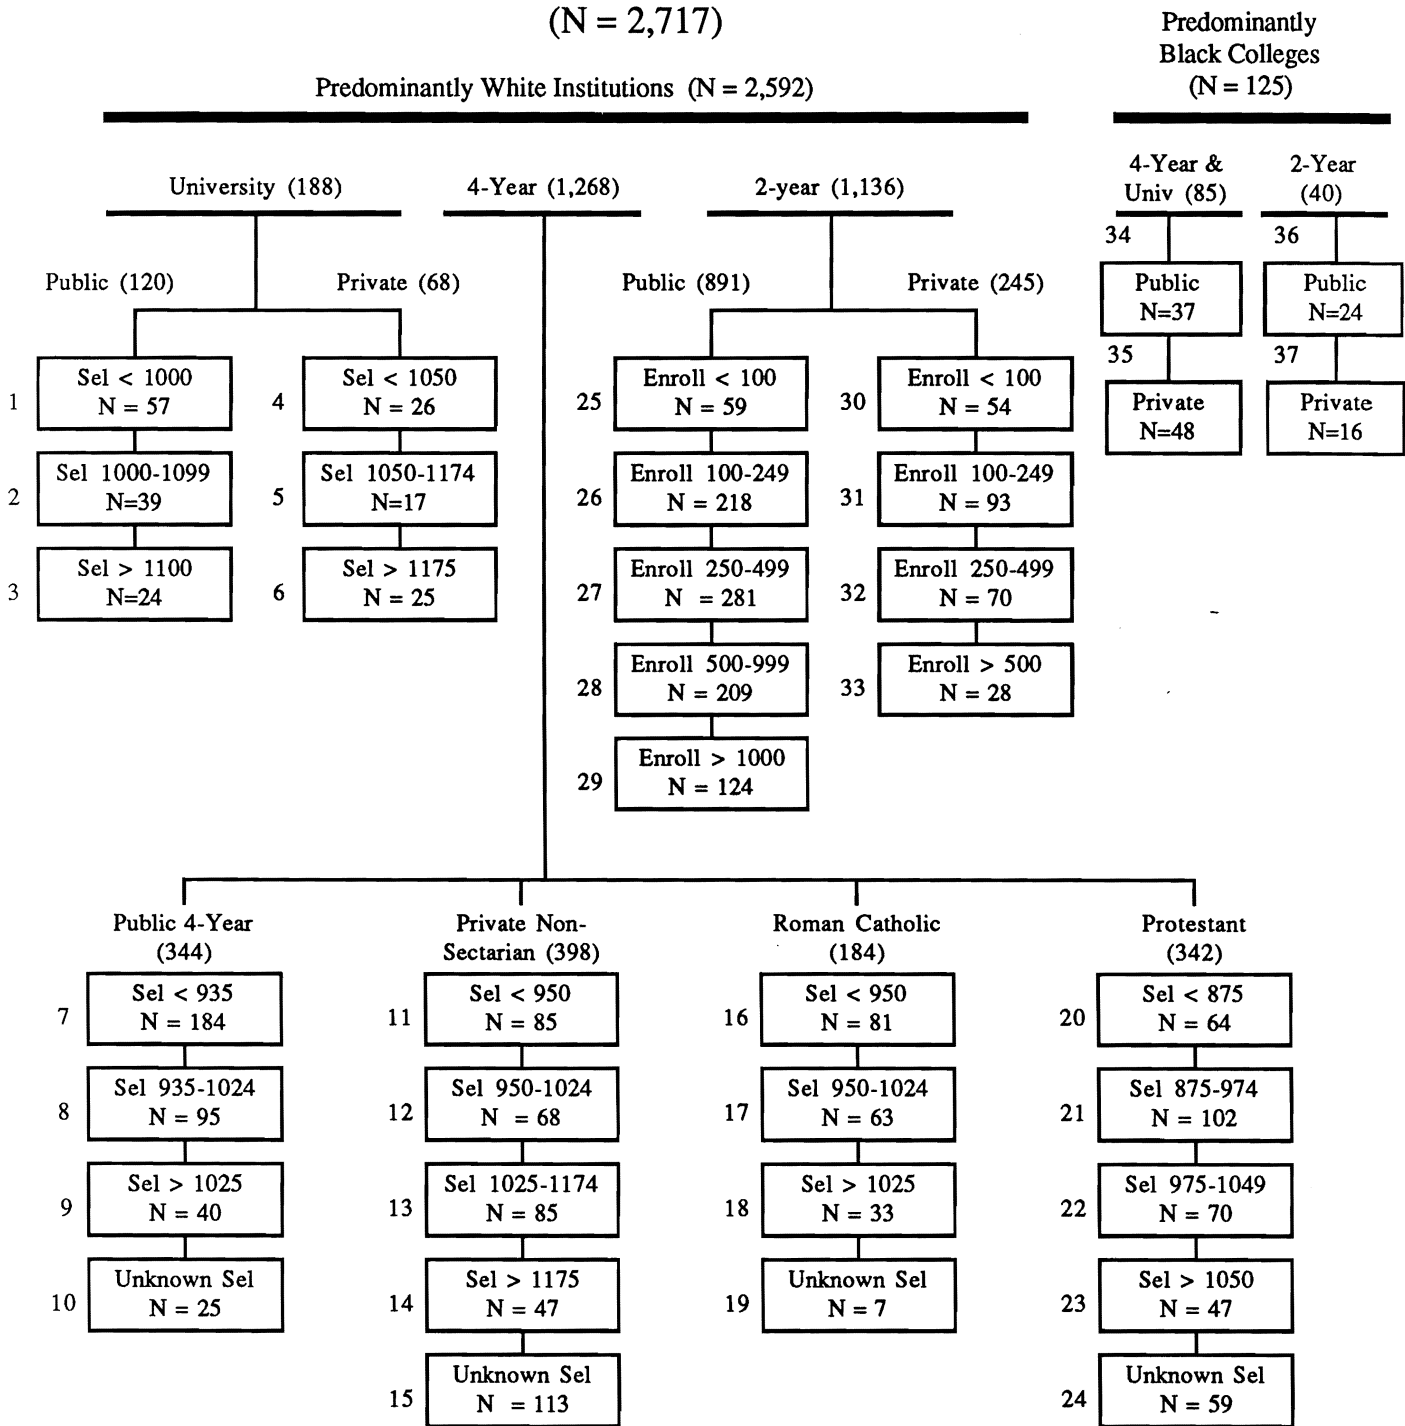 (N = 2,717)
Predominantly White Institutions (N = 2,592)
Predominantly
Black Colleges
(N = 125)
University (188)
4-Year (1,268)
2-year (1,136)
4-Year &
Univ (85)
2-Year
(40)
Public (120)
Private (68)
Public (891)
Private (245)
34
Public
N=37
36
Public
N=24
35
Private
N=48
37
Private
N=16
1
Sel < 1000
N = 57
2
Sel 1000-1099
N=39
3
Sel > 1100
N=24
4
Sel < 1050
N = 26
5
Sel 1050-1174
N=17
6
Sel > 1175
N = 25
25
Enroll < 100
N = 59
26
Enroll 100-249
N = 218
27
Enroll 250-499
N = 281
28
Enroll 500-999
N = 209
29
Enroll > 1000
N = 124
30
Enroll < 100
N = 54
31
Enroll 100-249
N = 93
32
Enroll 250-499
N = 70
33
Enroll > 500
N = 28
Public 4-Year
(344)
7
Sel < 935
N = 184
8
Sel 935-1024
N = 95
9
Sel > 1025
N = 40
10
Unknown Sel
N = 25
Private Non-
Sectarian (398)
11
Sel < 950
N = 85
12
Sel 950-1024
N = 68
13
Sel 1025-1174
N = 85
14
Sel > 1175
N = 47
15
Unknown Sel
N = 113
Roman Catholic
(184)
16
Sel < 950
N = 81
17
Sel 950-1024
N = 63
18
Sel > 1025
N = 33
19
Unknown Sel
N = 7
Protestant
(342)
20
Sel < 875
N = 64
21
Sel 875-974
N = 102
22
Sel 975-1049
N = 70
23
Sel > 1050
N = 47
24
Unknown Sel
N = 59